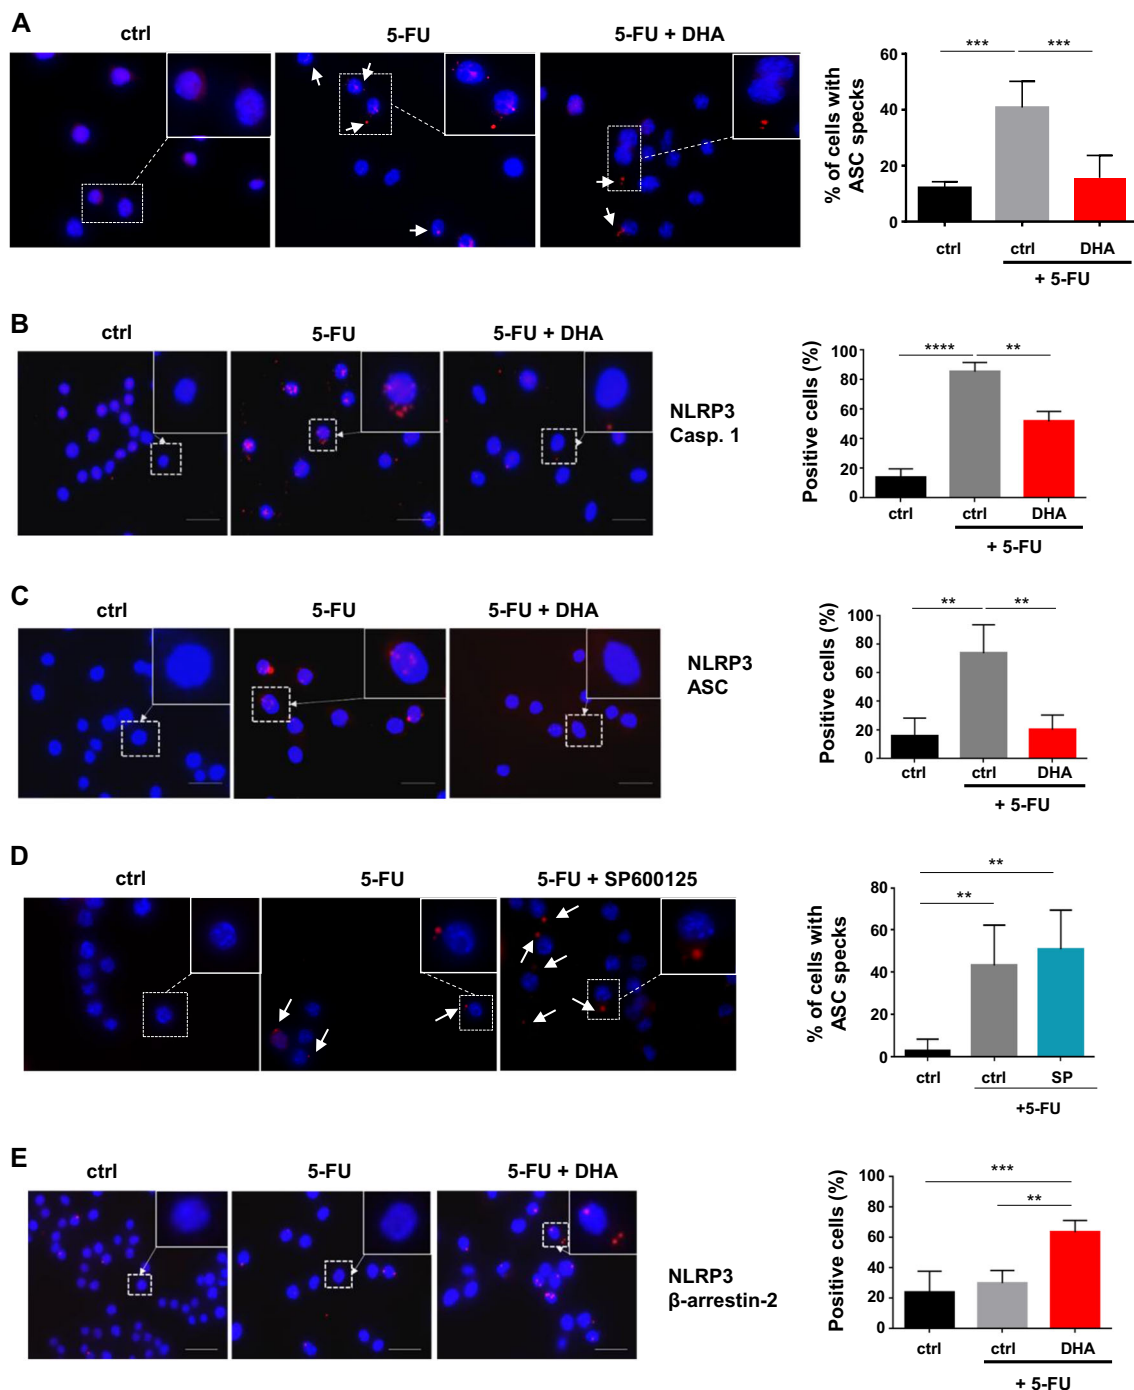 A
ctrl
5-FU
5-FU + DHA
% of cells with
ASC specks
60
40
20
0
***
***
ctrl
ctrl
DHA
+ 5-FU
B
ctrl
5-FU
5-FU + DHA
NLRP3
Casp. 1
Positive cells (%)
100
80
60
40
20
0
****
**
ctrl
ctrl
DHA
+ 5-FU
C
ctrl
5-FU
5-FU + DHA
NLRP3
ASC
Positive cells (%)
100
80
60
40
20
0
**
**
ctrl
ctrl
DHA
+ 5-FU
D
ctrl
5-FU
5-FU + SP600125
% of cells with
ASC specks
80
60
40
20
0
**
**
ctrl
ctrl
SP
+5-FU
E
ctrl
5-FU
5-FU + DHA
NLRP3
β-arrestin-2
Positive cells (%)
100
80
60
40
20
0
***
**
ctrl
ctrl
DHA
+ 5-FU